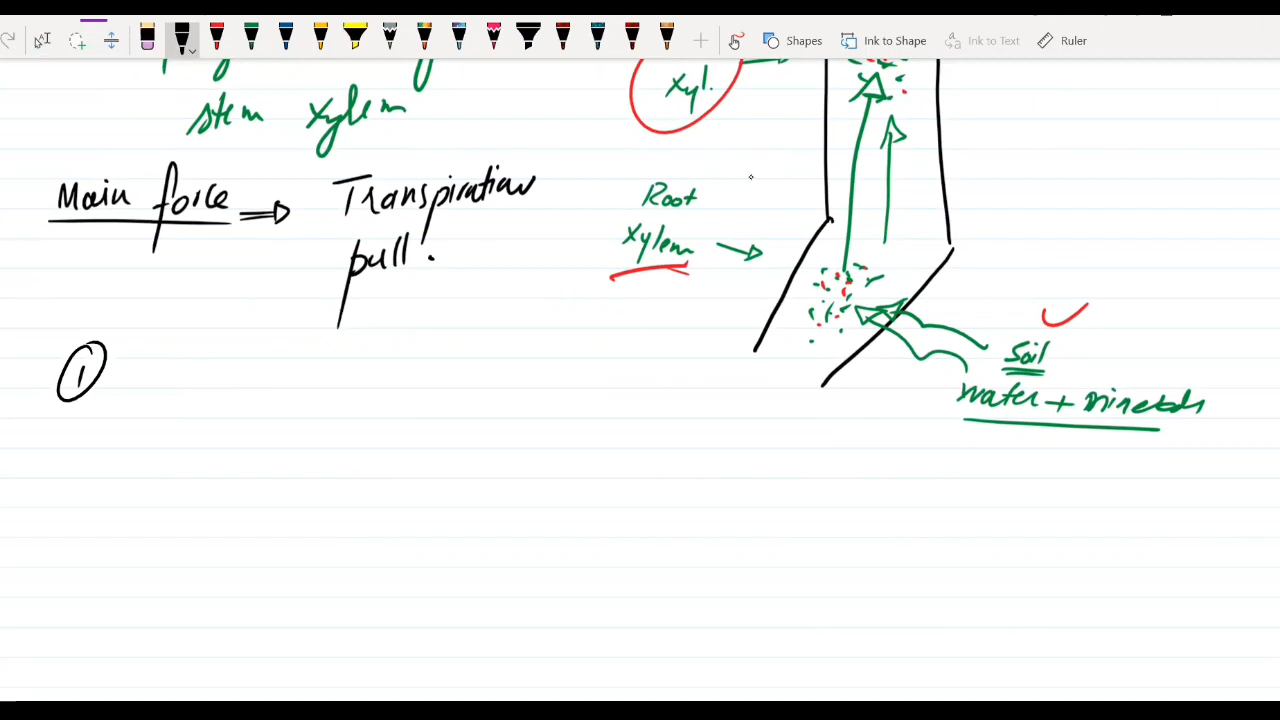 Shapes
Ink to Shape
Ink to Text
Ruler
stem xylem
xyl.
Main force ⇒ Transpiration
pull!
Root
xylem →
①
Soil
water + minerals